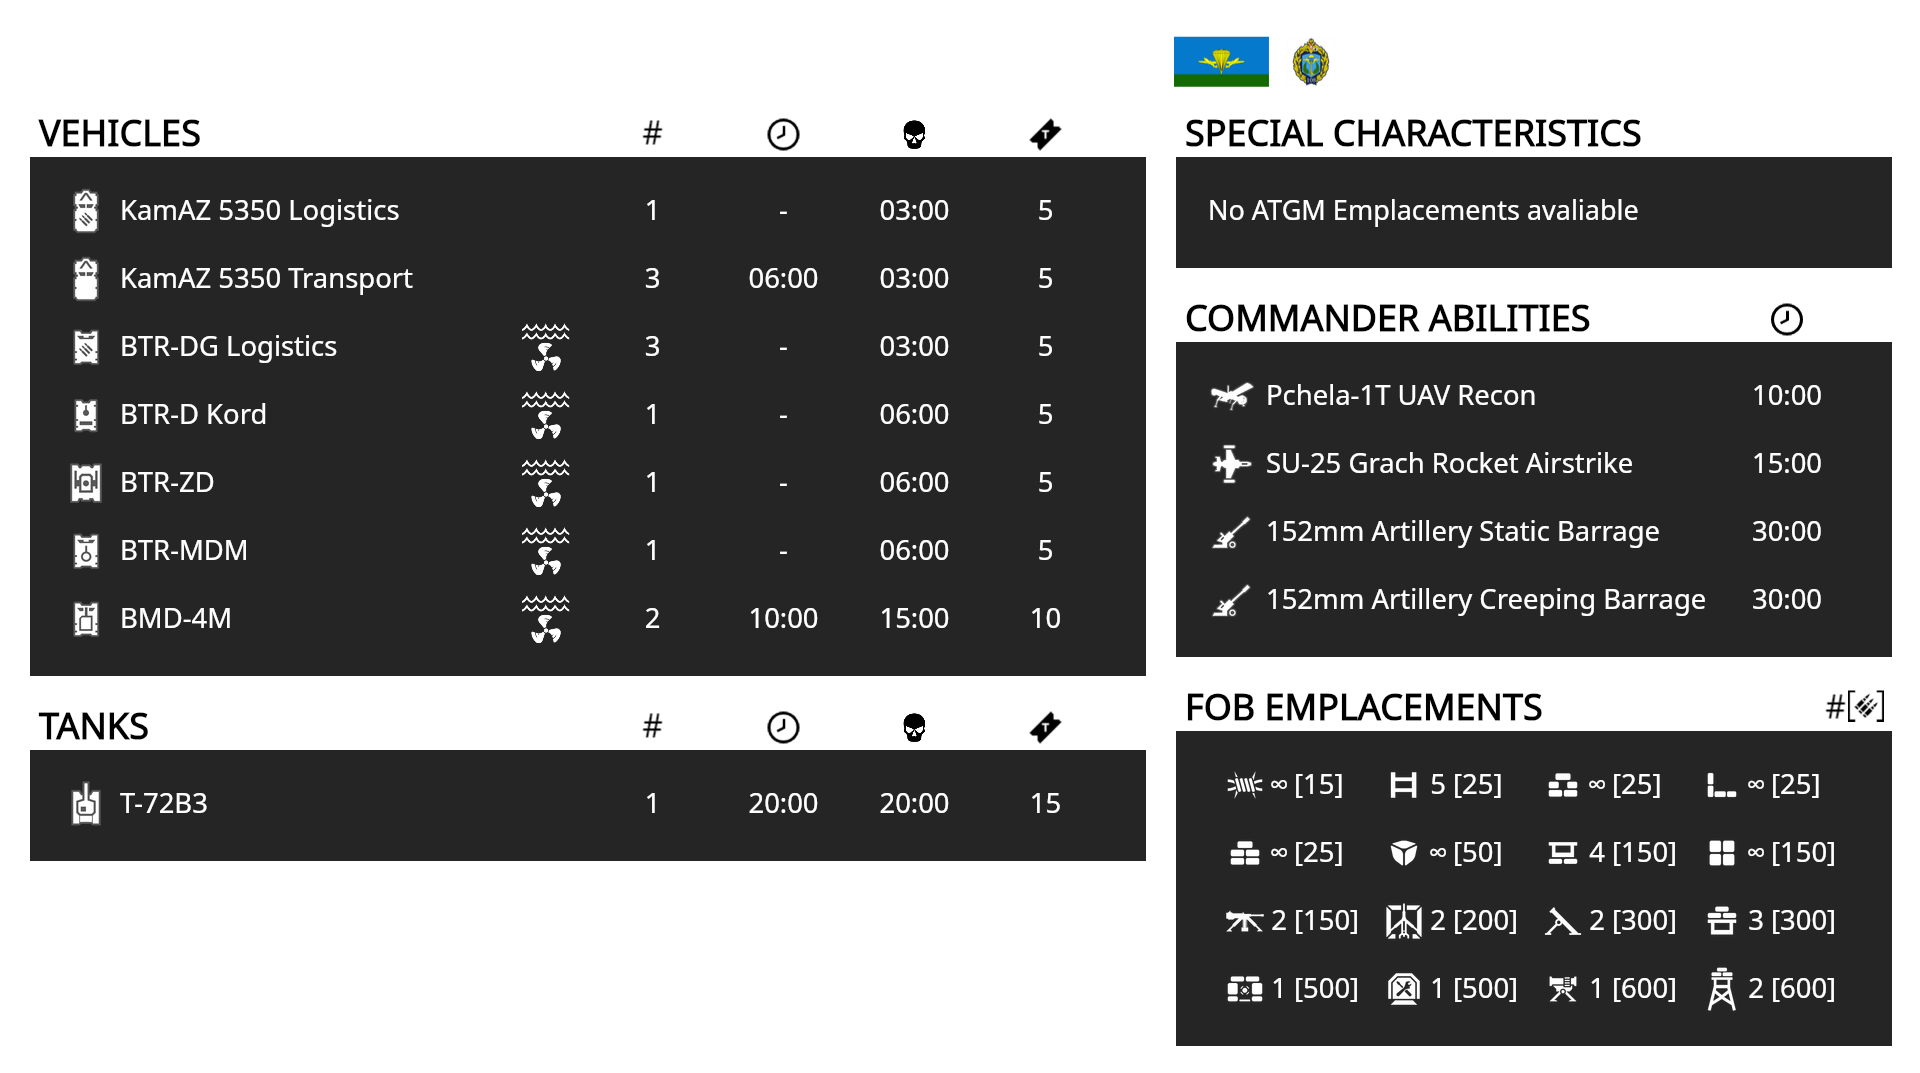 VEHICLES #
KamAZ 5350 Logistics 1 - 03:00 5
KamAZ 5350 Transport 3 06:00 03:00 5
BTR-DG Logistics 3 - 03:00 5
BTR-D Kord 1 - 06:00 5
BTR-ZD 1 - 06:00 5
BTR-MDM 1 - 06:00 5
BMD-4M 2 10:00 15:00 10
TANKS #
T-72B3 1 20:00 20:00 15
SPECIAL CHARACTERISTICS
No ATGM Emplacements avaliable
COMMANDER ABILITIES
Pchela-1T UAV Recon 10:00
SU-25 Grach Rocket Airstrike 15:00
152mm Artillery Static Barrage 30:00
152mm Artillery Creeping Barrage 30:00
FOB EMPLACEMENTS #[]
∞ [15] 5 [25] ∞ [25] ∞ [25]
∞ [25] ∞ [50] 4 [150] ∞ [150]
2 [150] 2 [200] 2 [300] 3 [300]
1 [500] 1 [500] 1 [600] 2 [600]